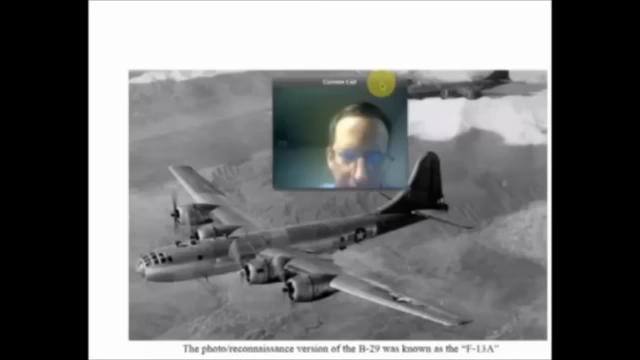 The photo/reconnaissance version of the B-29 was known as the "F-13A"